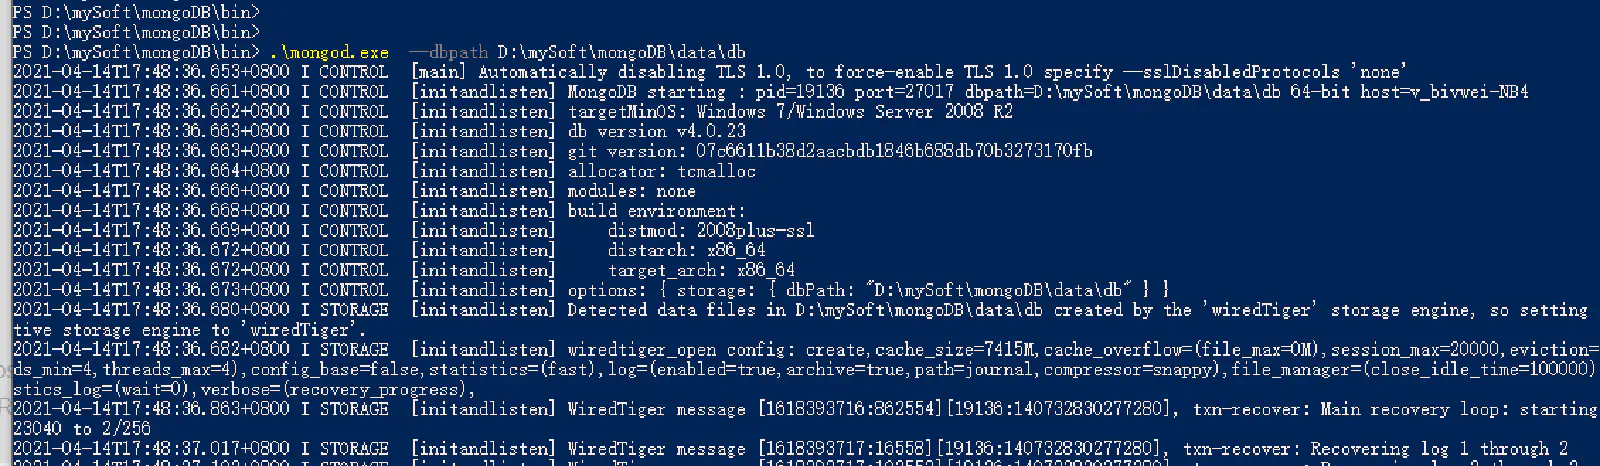 PS D:\mySoft\mongoDB\bin>
PS D:\mySoft\mongoDB\bin>
PS D:\mySoft\mongoDB\bin> .\mongod.exe  --dbpath D:\mySoft\mongoDB\data\db
2021-04-14T17:48:36.653+0800 I CONTROL  [main] Automatically disabling TLS 1.0, to force-enable TLS 1.0 specify --sslDisabledProtocols 'none'
2021-04-14T17:48:36.661+0800 I CONTROL  [initandlisten] MongoDB starting : pid=19136 port=27017 dbpath=D:\mySoft\mongoDB\data\db 64-bit host=v_bivwei-NB4
2021-04-14T17:48:36.662+0800 I CONTROL  [initandlisten] targetMinOS: Windows 7/Windows Server 2008 R2
2021-04-14T17:48:36.663+0800 I CONTROL  [initandlisten] db version v4.0.23
2021-04-14T17:48:36.663+0800 I CONTROL  [initandlisten] git version: 07c6611b38d2aacbdb1846b688db70b3273170fb
2021-04-14T17:48:36.664+0800 I CONTROL  [initandlisten] allocator: tcmalloc
2021-04-14T17:48:36.666+0800 I CONTROL  [initandlisten] modules: none
2021-04-14T17:48:36.668+0800 I CONTROL  [initandlisten] build environment:
2021-04-14T17:48:36.669+0800 I CONTROL  [initandlisten]     distmod: 2008plus-ssl
2021-04-14T17:48:36.672+0800 I CONTROL  [initandlisten]     distarch: x86_64
2021-04-14T17:48:36.672+0800 I CONTROL  [initandlisten]     target_arch: x86_64
2021-04-14T17:48:36.673+0800 I CONTROL  [initandlisten] options: { storage: { dbPath: "D:\mySoft\mongoDB\data\db" } }
2021-04-14T17:48:36.680+0800 I STORAGE  [initandlisten] Detected data files in D:\mySoft\mongoDB\data\db created by the 'wiredTiger' storage engine, so setting
tive storage engine to 'wiredTiger'.
2021-04-14T17:48:36.682+0800 I STORAGE  [initandlisten] wiredtiger_open config: create,cache_size=7415M,cache_overflow=(file_max=0M),session_max=20000,eviction=
ds_min=4,threads_max=4),config_base=false,statistics=(fast),log=(enabled=true,archive=true,path=journal,compressor=snappy),file_manager=(close_idle_time=100000)
stics_log=(wait=0),verbose=(recovery_progress),
2021-04-14T17:48:36.863+0800 I STORAGE  [initandlisten] WiredTiger message [1618393716:862554][19136:140732830277280], txn-recover: Main recovery loop: starting
23040 to 2/256
2021-04-14T17:48:37.017+0800 I STORAGE  [initandlisten] WiredTiger message [1618393717:16558][19136:140732830277280], txn-recover: Recovering log 1 through 2